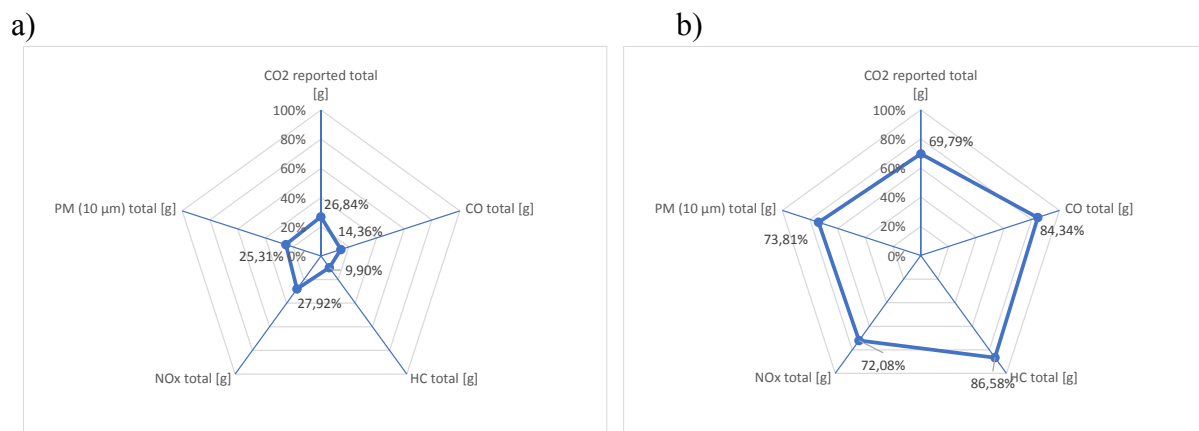 a)
CO2 reported total
[g]
100%
80%
60%
40%
20%
0%
26,84%
14,36%
9,90%
27,92%
25,31%
CO total [g]
HC total [g]
NOx total [g]
PM (10 µm) total [g]
b)
CO2 reported total
[g]
100%
80%
60%
40%
20%
0%
69,79%
84,34%
86,58%
72,08%
73,81%
CO total [g]
HC total [g]
NOx total [g]
PM (10 µm) total [g]